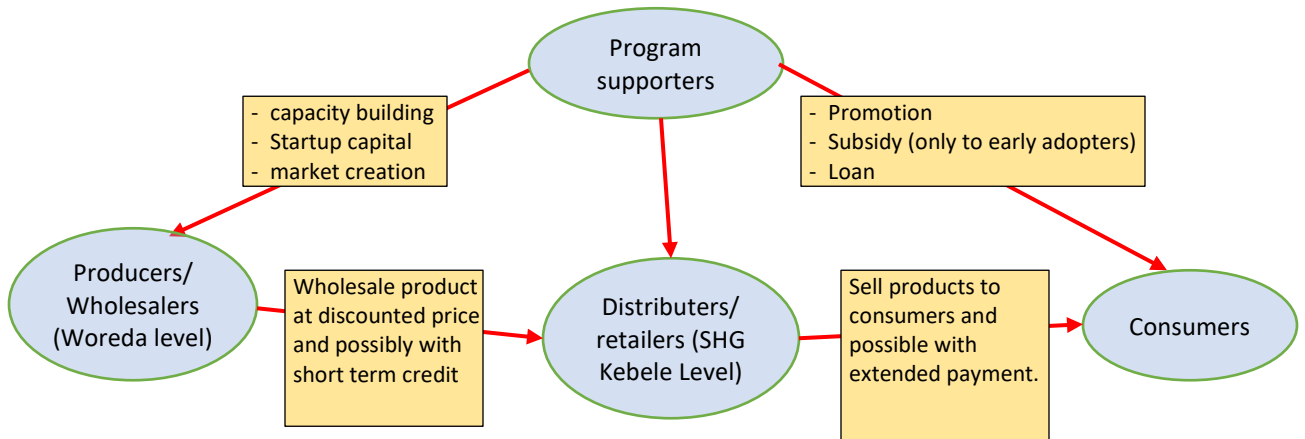 Program
supporters
- capacity building
- Startup capital
- market creation
- Promotion
- Subsidy (only to early adopters)
- Loan
Producers/
Wholesalers
(Woreda level)
Wholesale product
at discounted price
and possibly with
short term credit
Distributers/
retailers (SHG
Kebele Level)
Sell products to
consumers and
possible with
extended payment.
Consumers